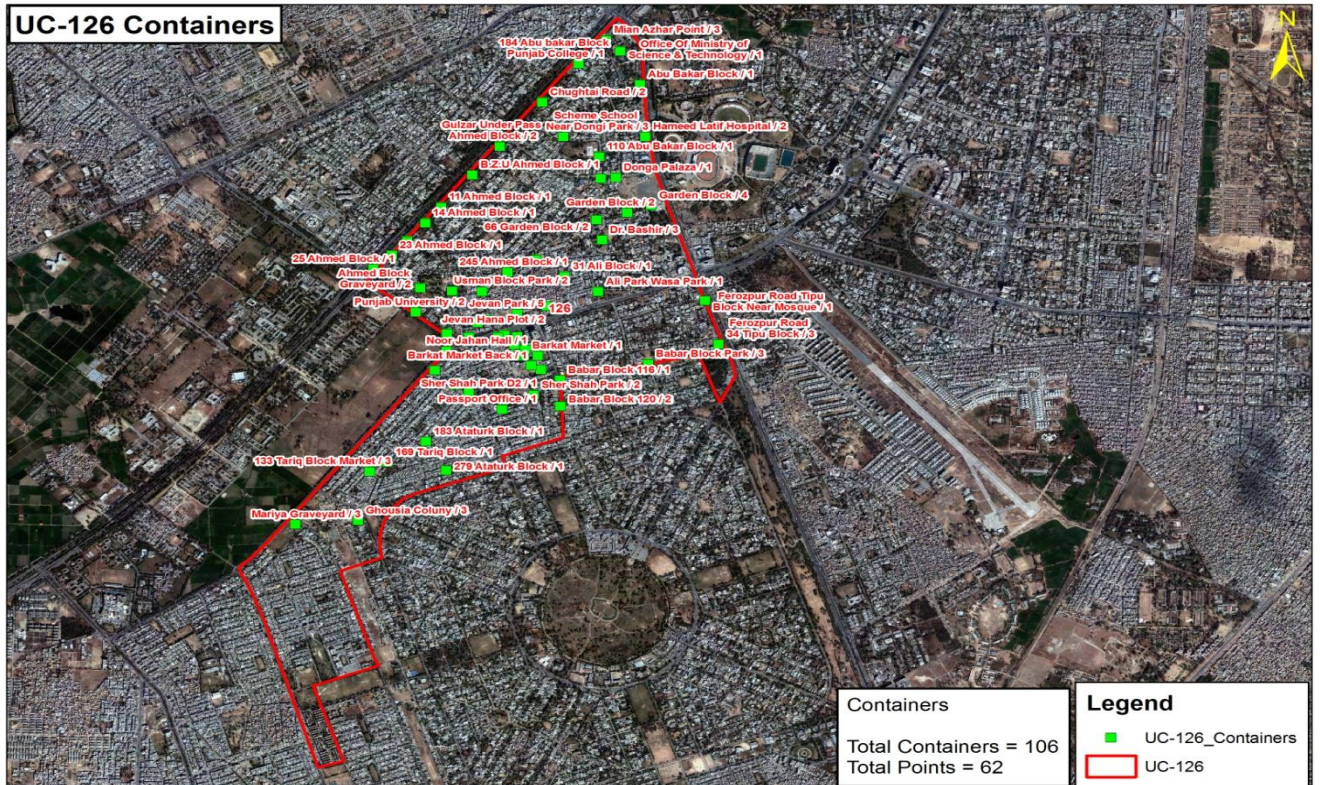 UC-126 Containers
N
Mian Azhar Point / 3
184 Abu bakar Block
Punjab College / 1
Office Of Ministry of
Science & Technology / 1
Abu Bakar Block / 1
Chughtai Road / 2
Scheme School
Near Dongi Park / 3
Gulzar Under Pass
Ahmed Block / 2
Hameed Latif Hospital / 2
110 Abu Bakar Block / 1
B.Z.U Ahmed Block / 1
Donga Palaza / 1
11 Ahmed Block / 1
Garden Block / 4
Garden Block / 2
14 Ahmed Block / 1
66 Garden Block / 2
Dr. Bashir / 3
23 Ahmed Block / 1
25 Ahmed Block / 1
245 Ahmed Block / 1
31 Ali Block / 1
Ahmed Block
Graveyard / 2
Usman Block Park / 2
Ali Park Wasa Park / 1
Punjab University / 2
Jevan Park / 5
126
Ferozpur Road Tipu
Block Near Mosque / 1
Jevan Hana Plot / 2
Ferozpur Road
34 Tipu Block / 3
Noor Jahan Hall / 1
Barkat Market / 1
Barkat Market Back / 1
Babar Block Park / 3
Babar Block 116 / 1
Sher Shah Park D2 / 1
Sher Shah Park / 2
Passport Office / 1
Babar Block 120 / 2
183 Ataturk Block / 1
169 Tariq Block / 1
133 Tariq Block Market / 3
279 Ataturk Block / 1
Mariya Graveyard / 3
Ghousia Coluny / 3
Containers
Total Containers = 106
Total Points = 62
Legend
UC-126_Containers
UC-126